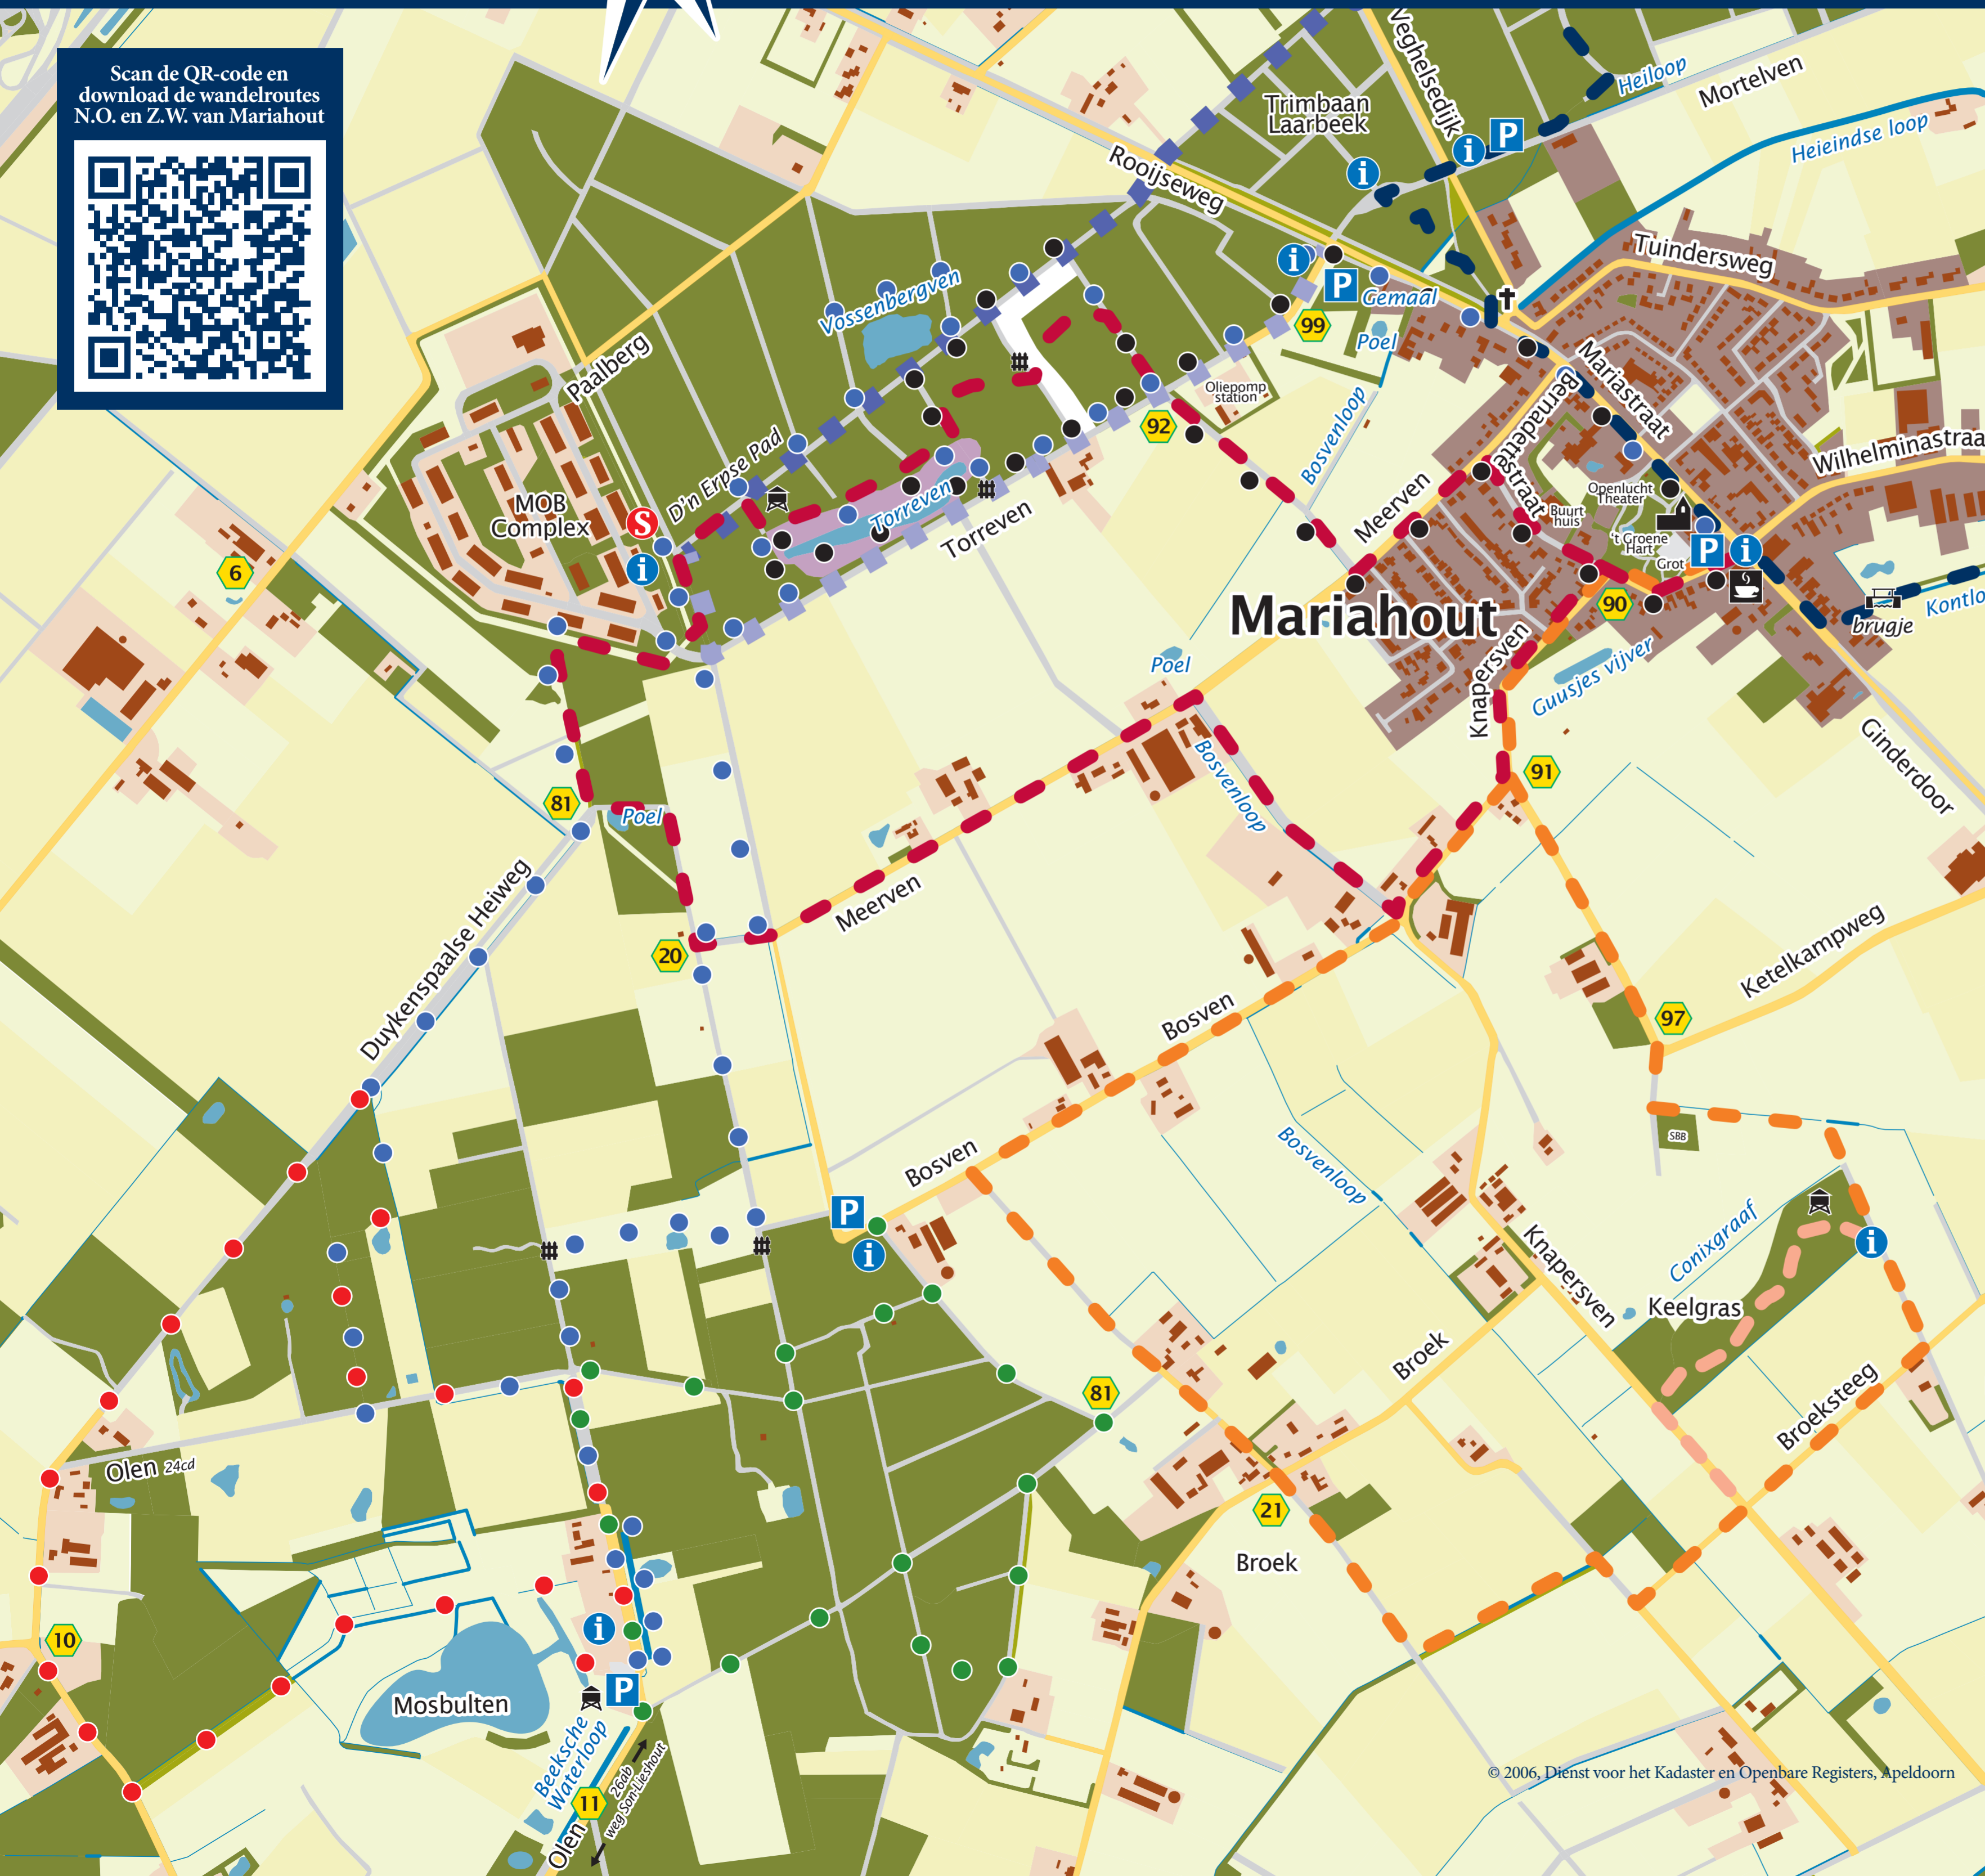 Scan de QR-code en
download de wandelroutes
N.O. en Z.W. van Mariahout
Veghelsedijk
Heiloop
Mortelven
Trimbaan
Laarbeek
Heieindse loop
Rooijseweg
Tuindersweg
P
i
i
i
P
Gemaal
99
Poel
Vossenbergven
Paalberg
Mariastraat
Bernadette
straat
Oliepomp
station
92
Bosvenloop
Wilhelminastraa
D'n Erpse Pad
MOB
Complex
S
i
Torreven
Torreven
Meerven
Openlucht
Theater
Buurt
huis
't Groene
Hart
Grot
P
i
6
Mariahout
90
brugje
Kontlo
Poel
Knapersven
Guusjes vijver
Ginderdoor
91
Bosvenloop
81
Poel
Meerven
Duykenspaalse Heiweg
20
Ketelkampweg
Bosven
97
SBB
Bosven
Bosvenloop
P
i
Conixgraaf
i
Knapersven
Keelgras
Broek
Broeksteeg
81
Olen 24cd
21
Broek
10
i
P
Mosbulten
Beeksche
Waterloop
26ab
weg Son-Lieshout
11
Olen
© 2006, Dienst voor het Kadaster en Openbare Registers, Apeldoorn